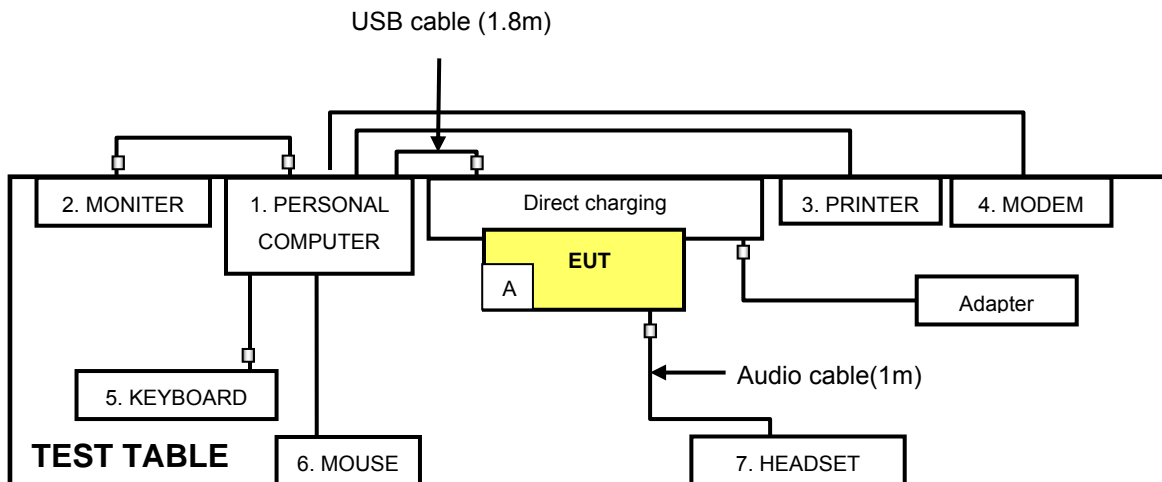 USB cable (1.8m)
2. MONITER
1. PERSONAL
COMPUTER
Direct charging
3. PRINTER
4. MODEM
EUT
A
Adapter
Audio cable(1m)
5. KEYBOARD
TEST TABLE
6. MOUSE
7. HEADSET